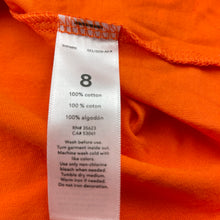 8
100% cotton
100% coton
100% algodón
RN# 35623
CA# 53061
Wash before use.
Turn garment inside out.
Machine wash cold with
like colors.
Use only non-chlorine
bleach when needed.
Tumble dry medium.
Warm iron if needed.
Do not iron decoration.